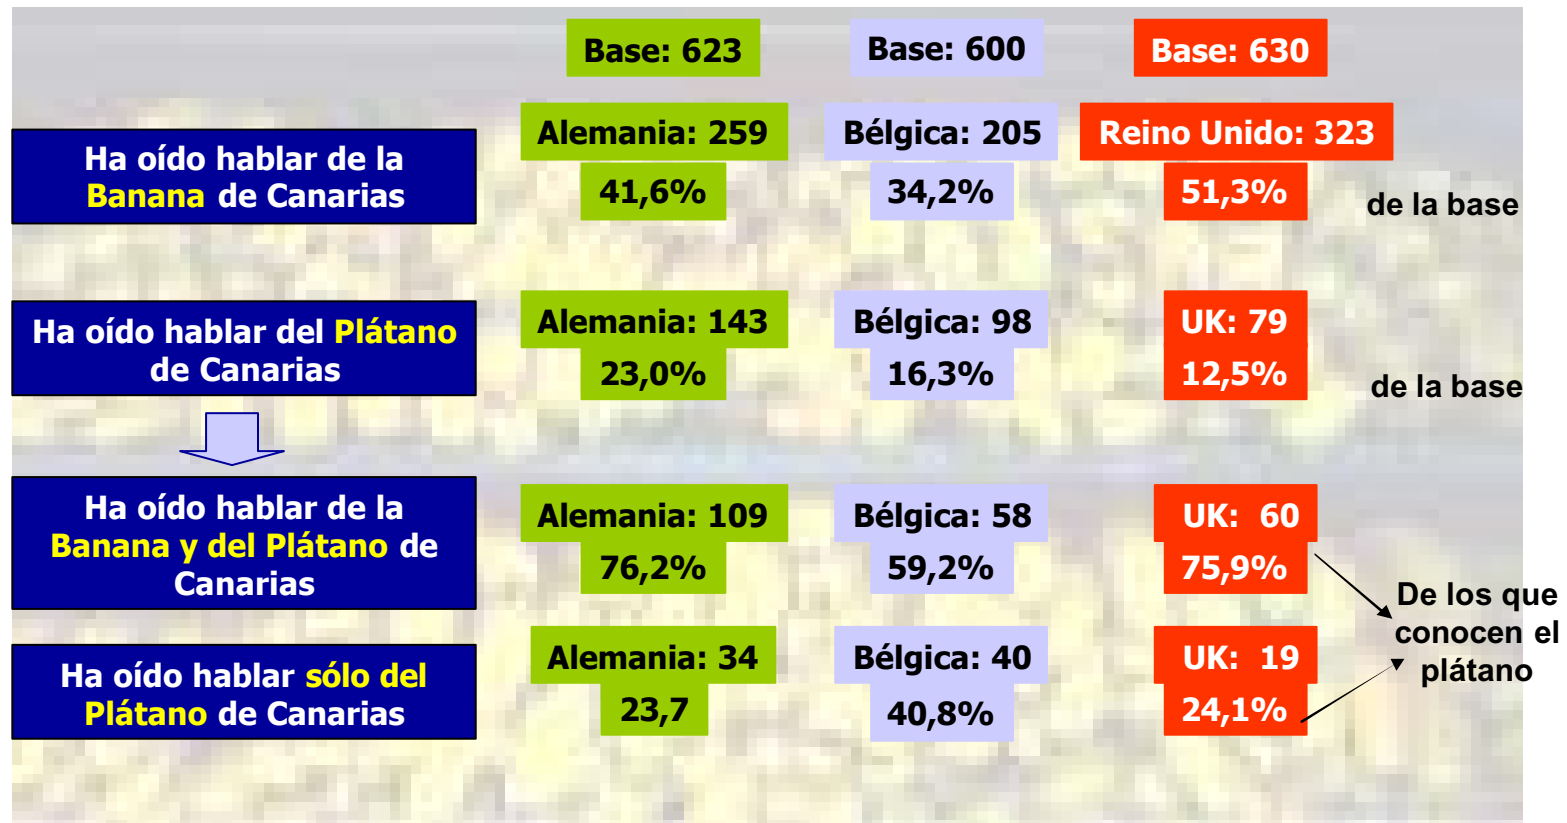 Base: 623
Base: 600
Base: 630
Ha oído hablar de la
Banana de Canarias
Alemania: 259
41,6%
Bélgica: 205
34,2%
Reino Unido: 323
51,3%
de la base
Ha oído hablar del Plátano
de Canarias
Alemania: 143
23,0%
Bélgica: 98
16,3%
UK: 79
12,5%
de la base
Ha oído hablar de la
Banana y del Plátano de
Canarias
Alemania: 109
76,2%
Bélgica: 58
59,2%
UK: 60
75,9%
De los que
conocen el
plátano
Ha oído hablar sólo del
Plátano de Canarias
Alemania: 34
23,7
Bélgica: 40
40,8%
UK: 19
24,1%